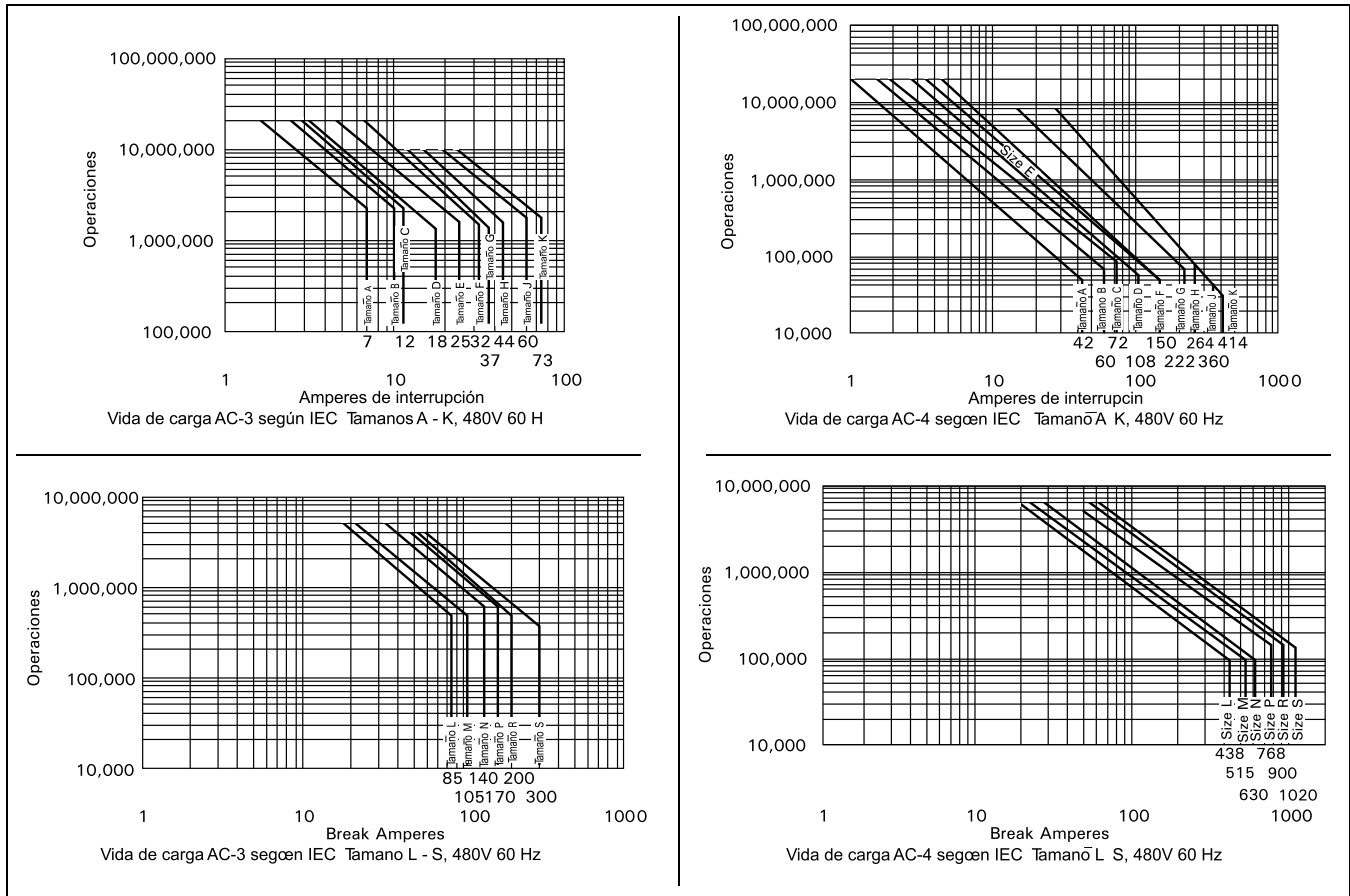 100,000,000
10,000,000
1,000,000
100,000
Operaciones
Tamaño A
Tamaño B
Tamaño C
Tamaño D
Tamaño E
Tamaño F
Tamaño G
Tamaño H
Tamaño J
Tamaño K
7 12 18 25 32 44 60
37 73
1 10 100
Amperes de interrupción
Vida de carga AC-3 según IEC Tamanos A - K, 480V 60 H
100,000,000
10,000,000
1,000,000
100,000
10,000
Operaciones
Size E
Tamaño A
Tamaño B
Tamaño C
Tamaño D
Tamaño F
Tamaño G
Tamaño H
Tamaño J
Tamaño K
42 72 150 264 414
60 108 222 360
1 10 100 1000
Amperes de interrupcin
Vida de carga AC-4 segœn IEC Tamano¯A K, 480V 60 Hz
10,000,000
1,000,000
100,000
10,000
Operaciones
Tamaño L
Tamaño M
Tamaño N
Tamaño P
Tamaño R
Tamaño S
85 140 200
105 170 300
1 10 100 1000
Break Amperes
Vida de carga AC-3 segœn IEC Tamano L - S, 480V 60 Hz
10,000,000
1,000,000
100,000
10,000
Operaciones
Size L
Size M
Size N
Size P
Size R
Size S
438 768
515 900
630 1020
1 10 100 1000
Break Amperes
Vida de carga AC-4 segœn IEC Tamano¯L S, 480V 60 Hz